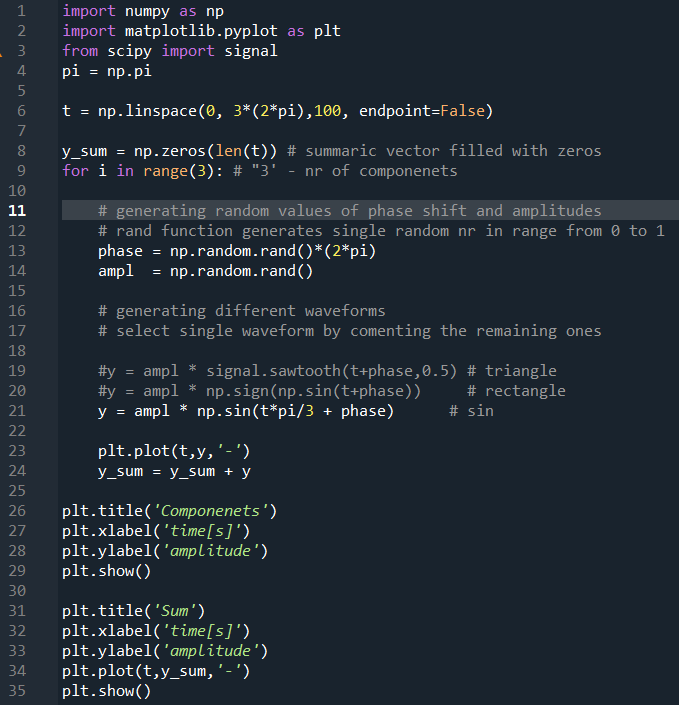 1 import numpy as np
2 import matplotlib.pyplot as plt
3 from scipy import signal
4 pi = np.pi
5
6 t = np.linspace(0, 3*(2*pi),100, endpoint=False)
7
8 y_sum = np.zeros(len(t)) # summaric vector filled with zeros
9 for i in range(3): # "3' - nr of componenets
10
11     # generating random values of phase shift and amplitudes
12     # rand function generates single random nr in range from 0 to 1
13     phase = np.random.rand()*(2*pi)
14     ampl  = np.random.rand()
15
16     # generating different waveforms
17     # select single waveform by comenting the remaining ones
18
19     #y = ampl * signal.sawtooth(t+phase,0.5) # triangle
20     #y = ampl * np.sign(np.sin(t+phase))     # rectangle
21     y = ampl * np.sin(t*pi/3 + phase)      # sin
22
23     plt.plot(t,y,'-')
24     y_sum = y_sum + y
25
26 plt.title('Componenets')
27 plt.xlabel('time[s]')
28 plt.ylabel('amplitude')
29 plt.show()
30
31 plt.title('Sum')
32 plt.xlabel('time[s]')
33 plt.ylabel('amplitude')
34 plt.plot(t,y_sum,'-')
35 plt.show()